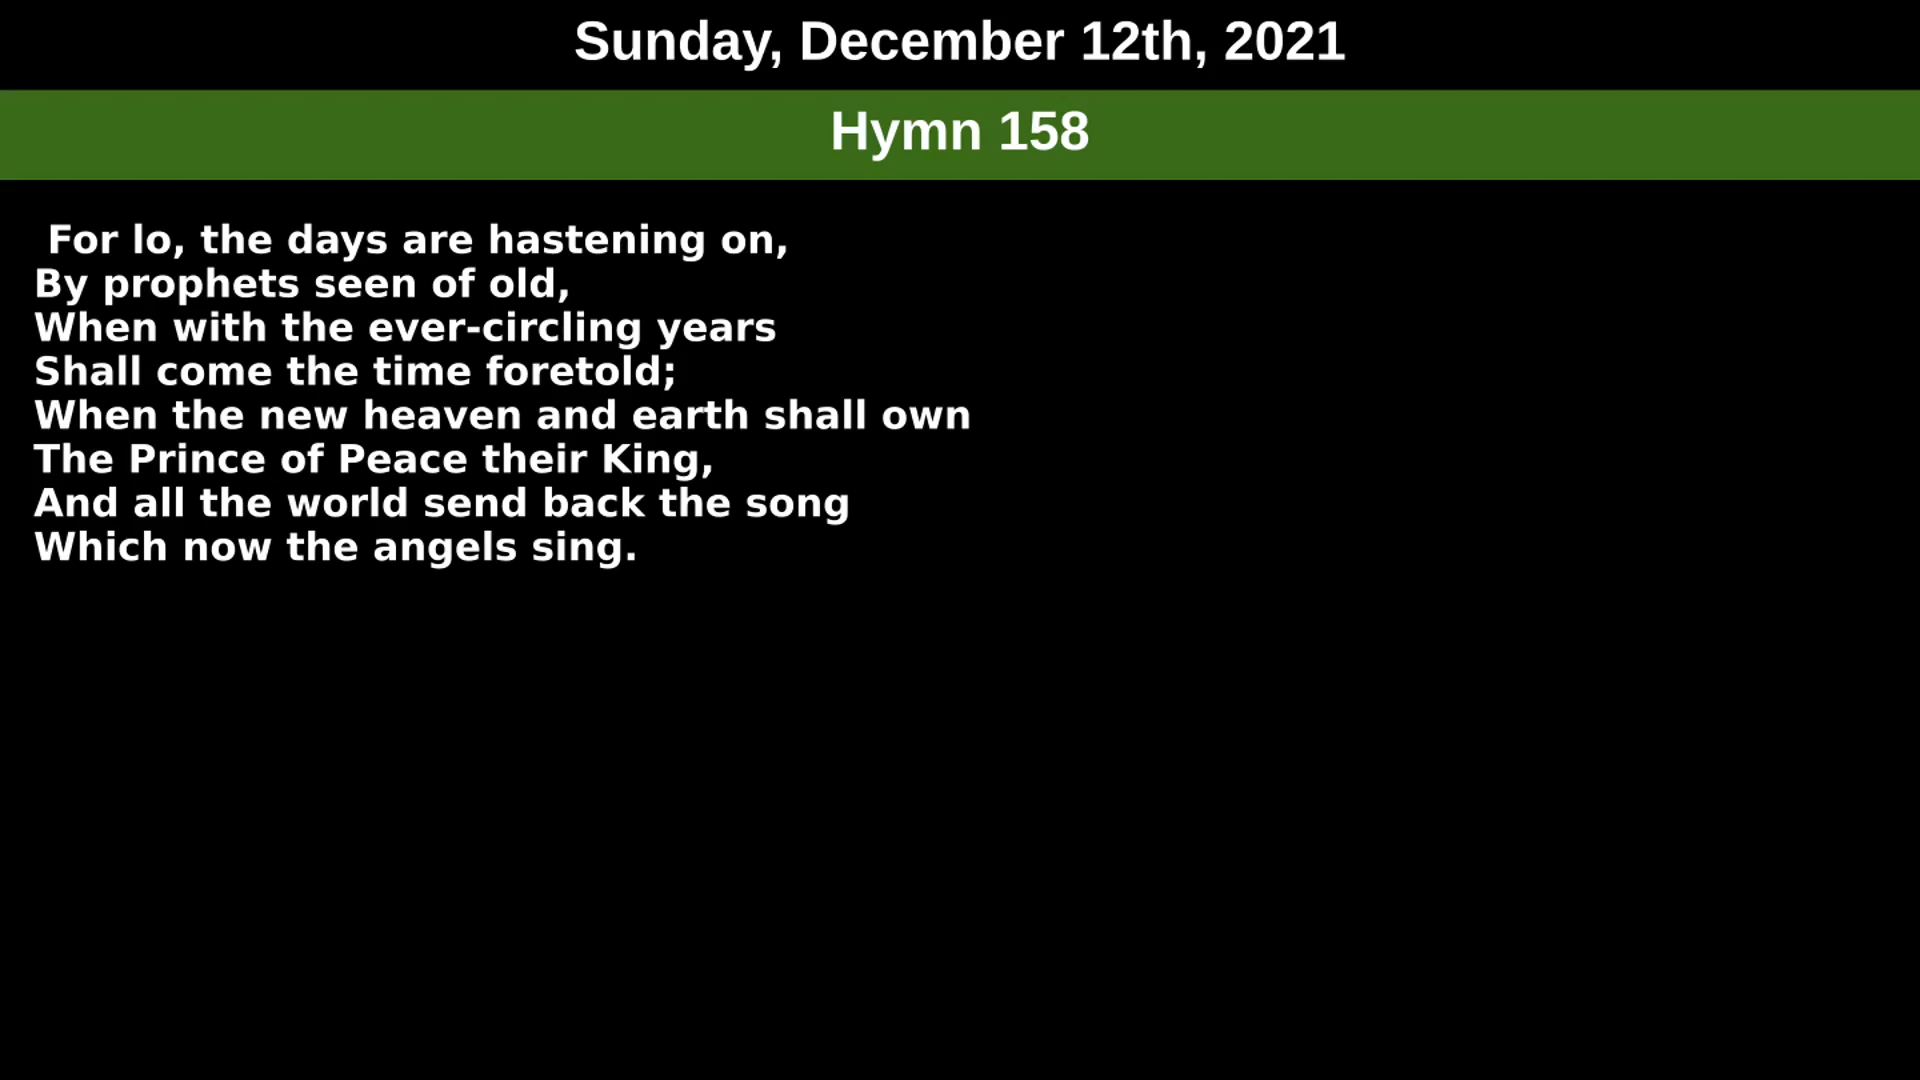 Sunday, December 12th, 2021
Hymn 158
For lo, the days are hastening on,
By prophets seen of old,
When with the ever-circling years
Shall come the time foretold;
When the new heaven and earth shall own
The Prince of Peace their King,
And all the world send back the song
Which now the angels sing.